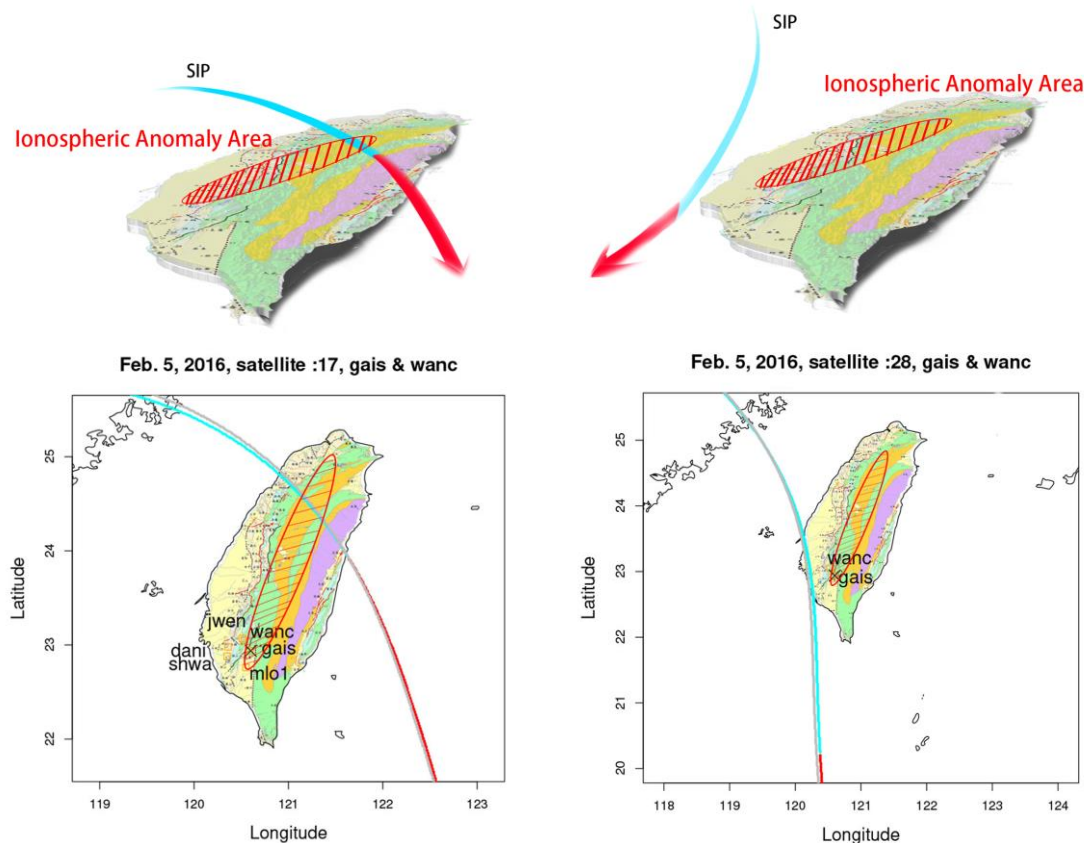 SIP
Ionospheric Anomaly Area
SIP
Ionospheric Anomaly Area
Feb. 5, 2016, satellite :17, gais & wanc
Latitude
25
24
23
22
jwen
wanc
gais
dani
shwa
mlo1
119
120
121
122
123
Longitude
Feb. 5, 2016, satellite :28, gais & wanc
Latitude
25
24
23
22
21
20
wanc
gais
118
119
120
121
122
123
124
Longitude